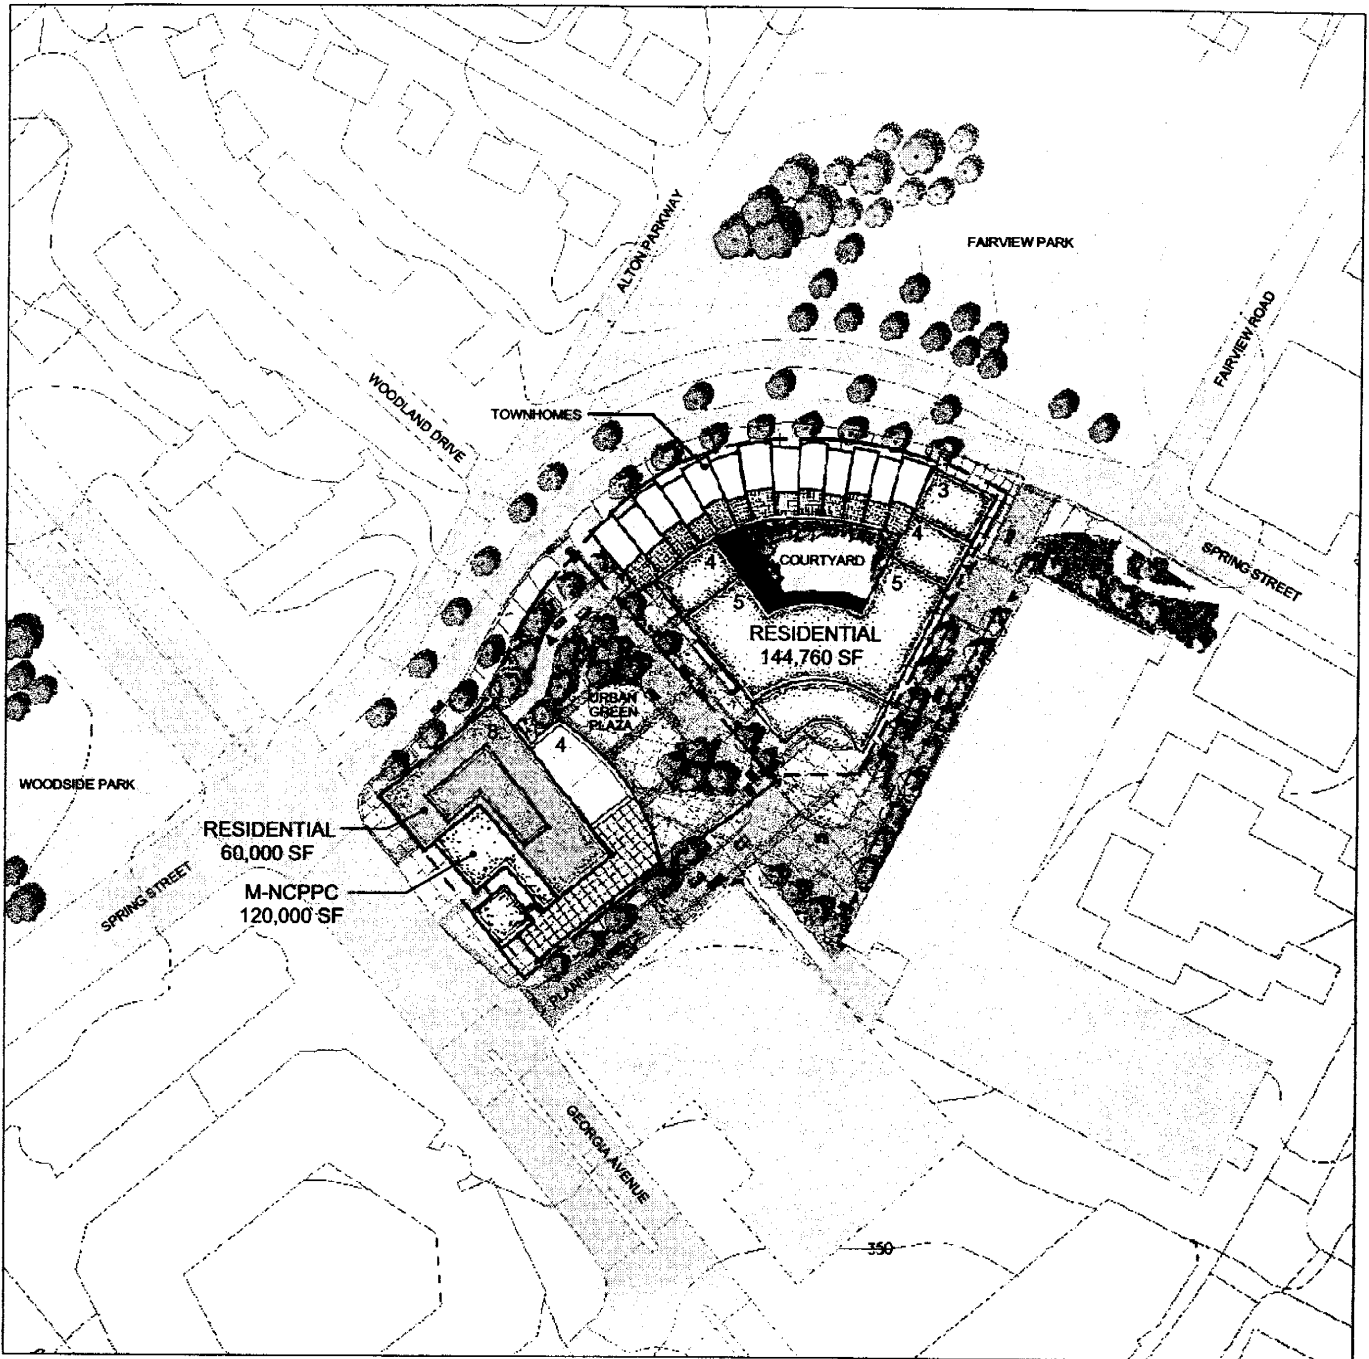 ALTON PARKWAY
FAIRVIEW PARK
FAIRVIEW ROAD
WOODLAND DRIVE
TOWNHOMES
3
4
4
COURTYARD
5
5
SPRING STREET
RESIDENTIAL
144,760 SF
URBAN
GREEN
PLAZA
8
4
WOODSIDE PARK
RESIDENTIAL
60,000 SF
M-NCPPC
120,000 SF
SPRING STREET
GEORGIA AVENUE
350